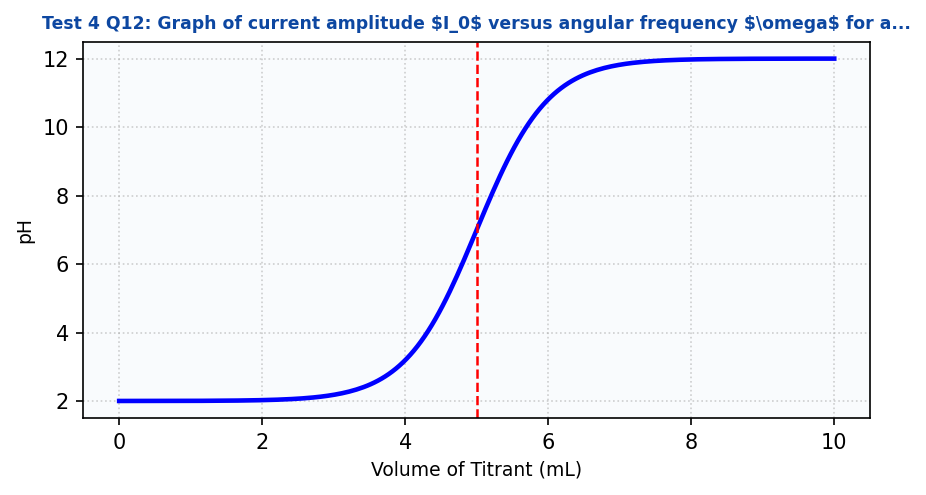 Test 4 Q12: Graph of current amplitude $I_0$ versus angular frequency $\omega$ for a...
12
10
8
6
4
2
pH
0 2 4 6 8 10
Volume of Titrant (mL)